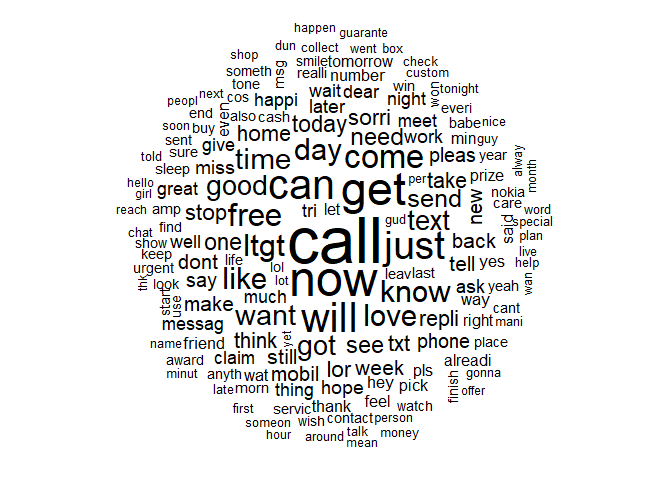 happen guarante
shop dun collect went box
someth msg smile tomorrow check
tone realli number custom
peopl next cos happi wait dear win won tonight
end also cash later night everi
soon buy even today sorri meet babe nice
sent give home need work min guy
told sure miss time day come pleas year alway
sleep
hello great good can get per take prize month
girl send new nokia
reach amp stop free tri let text care word
find gud said special
chat well one ltgt call just back plan
show
keep dont life lol now tell yes live
urgent leav last help
thk look say like lot know ask yeah wan
start use make much will love way cant
messag want repli right mani
name friend think yet got see txt phone place
award claim still alreadi
minut anyth wat mobil lor week pls gonna
late morn thing hope hey pick finish offer
first servic thank feel watch
someon wish contact person
hour around talk money
mean